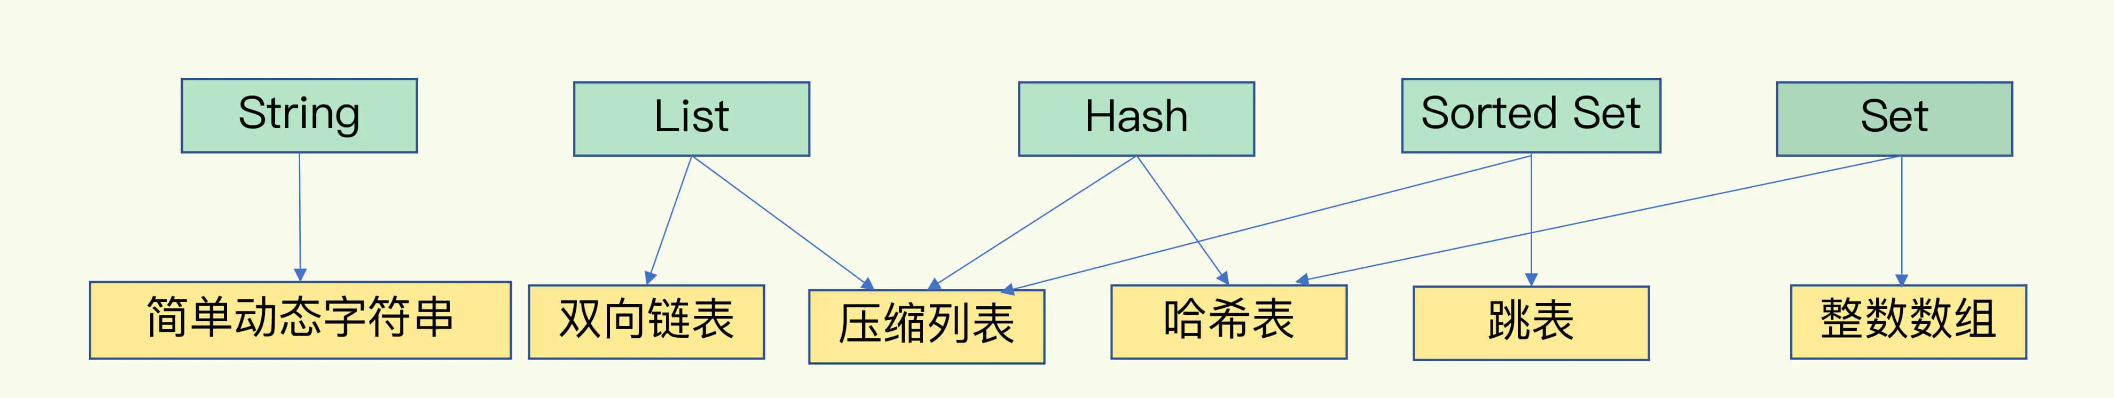 String
List
Hash
Sorted Set
Set
简单动态字符串
双向链表
压缩列表
哈希表
跳表
整数数组